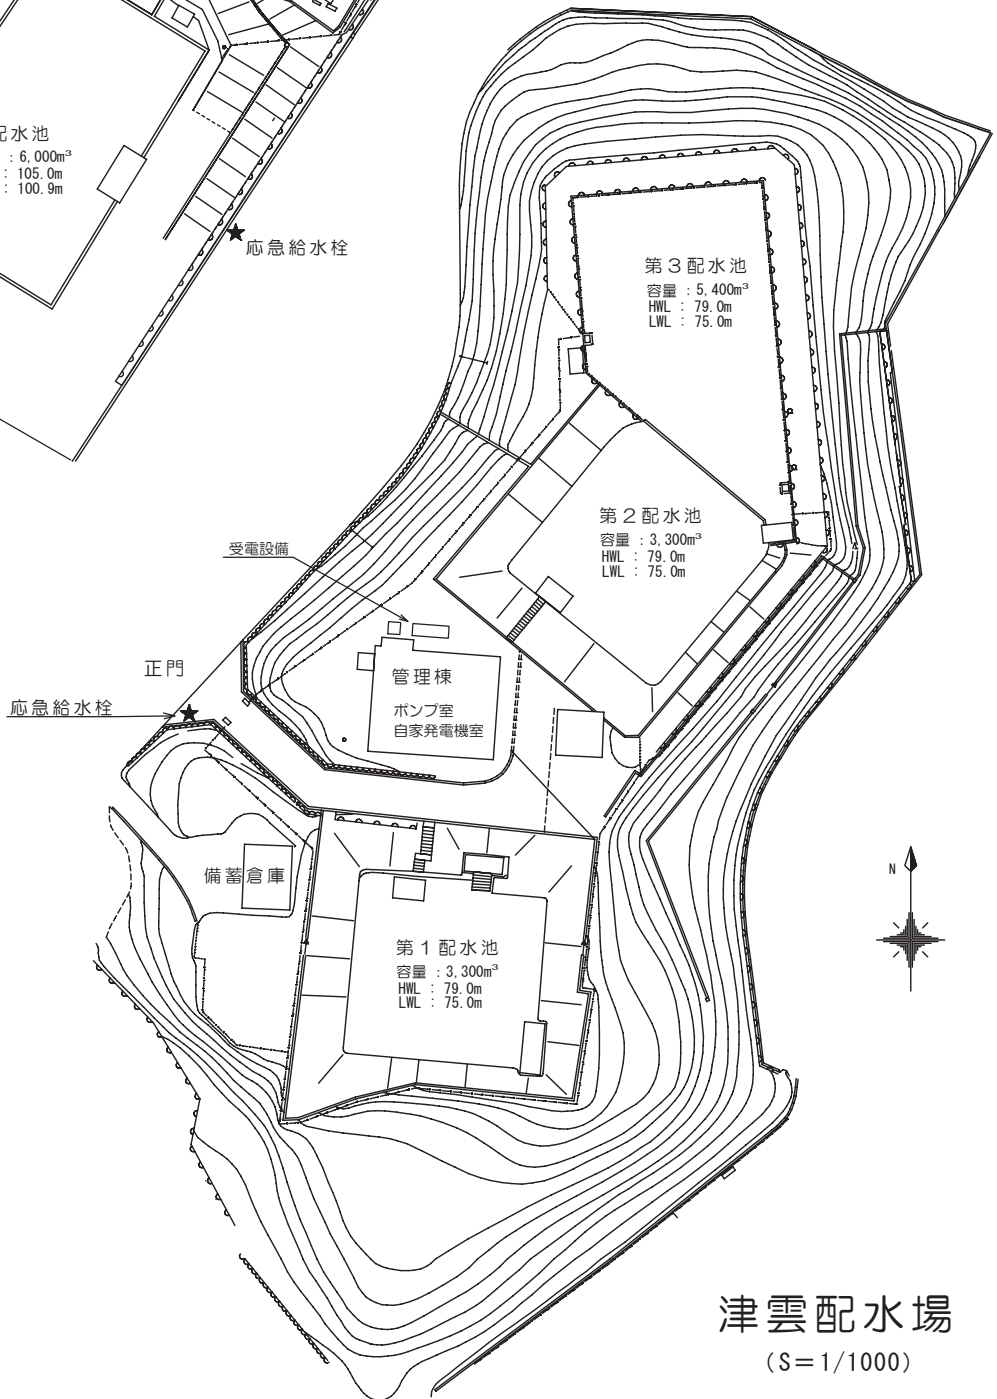 配水池
: 6,000m³
: 105.0m
: 100.9m
応急給水栓
第3配水池
容量 : 5,400m³
HWL : 79.0m
LWL : 75.0m
第2配水池
容量 : 3,300m³
HWL : 79.0m
LWL : 75.0m
受電設備
正門
管理棟
応急給水栓
ポンプ室
自家発電機室
備蓄倉庫
N
第1配水池
容量 : 3,300m³
HWL : 79.0m
LWL : 75.0m
津雲配水場
(S=1/1000)